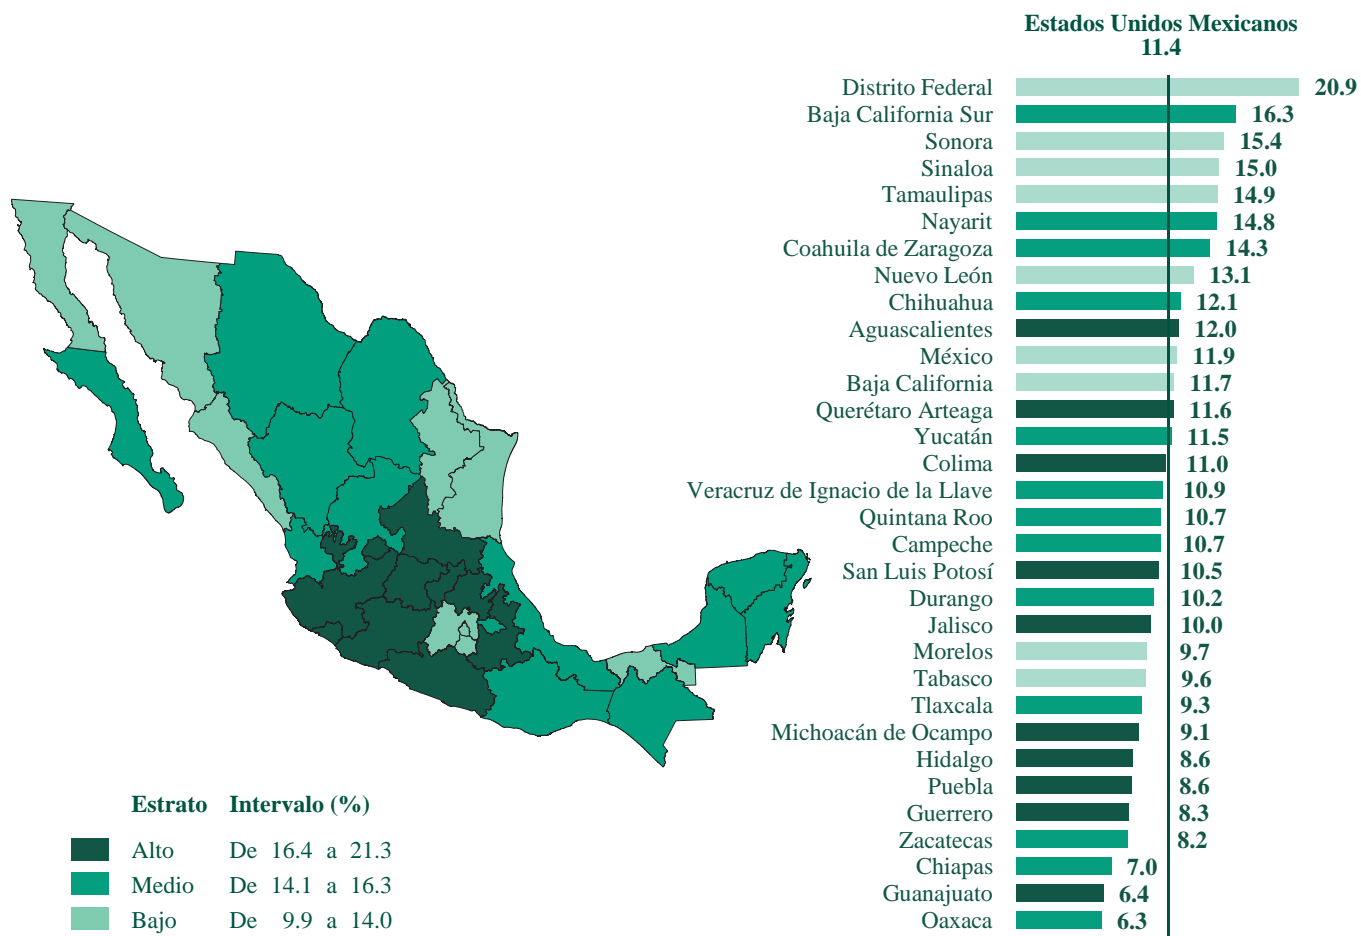 Estados Unidos Mexicanos
11.4
Distrito Federal 20.9
Baja California Sur 16.3
Sonora 15.4
Sinaloa 15.0
Tamaulipas 14.9
Nayarit 14.8
Coahuila de Zaragoza 14.3
Nuevo León 13.1
Chihuahua 12.1
Aguascalientes 12.0
México 11.9
Baja California 11.7
Querétaro Arteaga 11.6
Yucatán 11.5
Colima 11.0
Veracruz de Ignacio de la Llave 10.9
Quintana Roo 10.7
Campeche 10.7
San Luis Potosí 10.5
Durango 10.2
Jalisco 10.0
Morelos 9.7
Tabasco 9.6
Tlaxcala 9.3
Michoacán de Ocampo 9.1
Hidalgo 8.6
Puebla 8.6
Guerrero 8.3
Zacatecas 8.2
Chiapas 7.0
Guanajuato 6.4
Oaxaca 6.3
Estrato Intervalo (%)
Alto De 16.4 a 21.3
Medio De 14.1 a 16.3
Bajo De 9.9 a 14.0